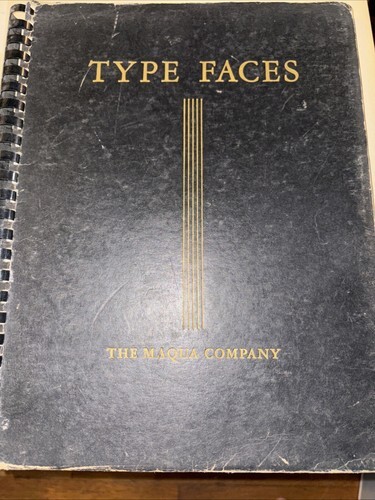 TYPE FACES
THE MAQUA COMPANY